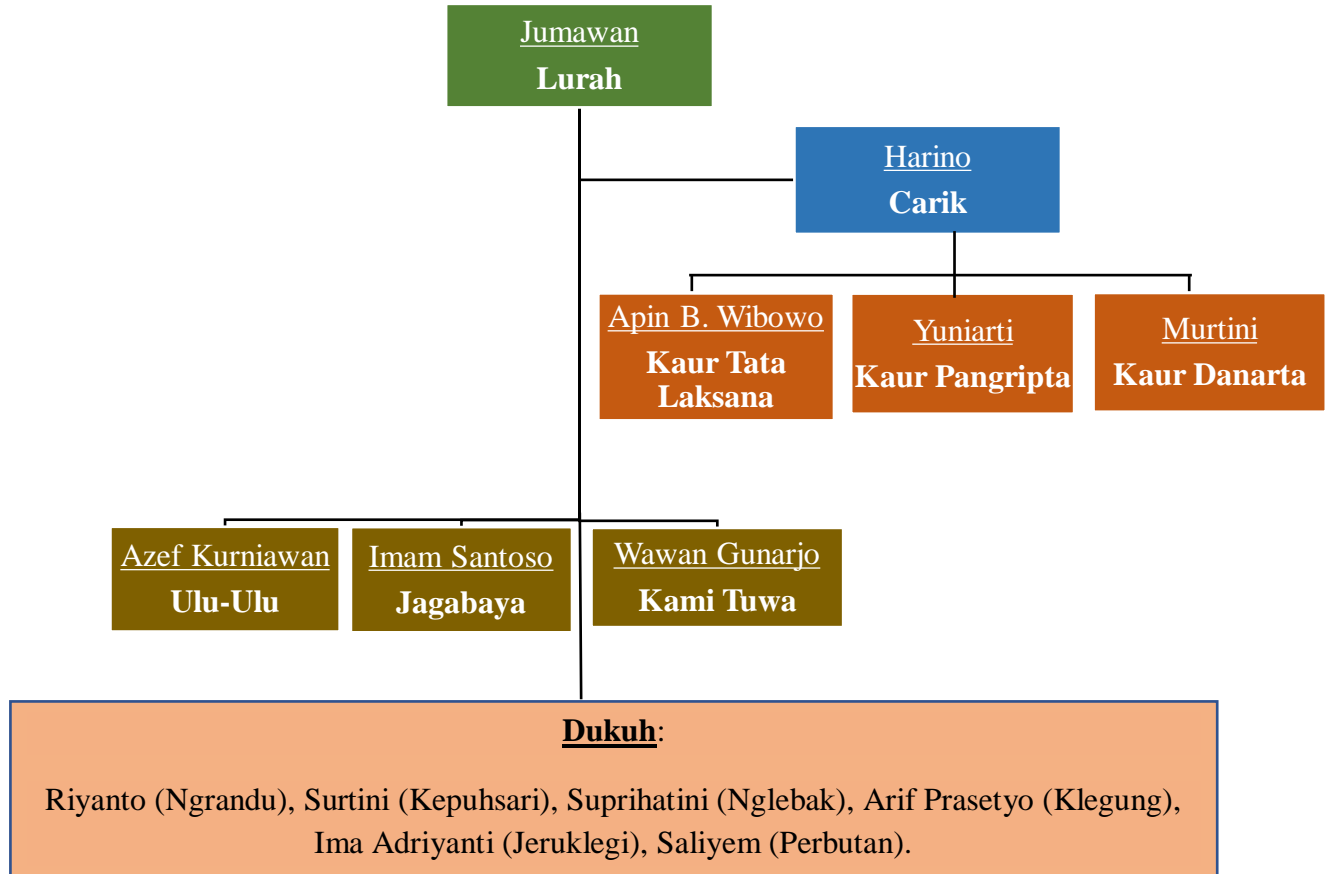 Jumawan
Lurah
Harino
Carik
Apin B. Wibowo
Kaur Tata
Laksana
Yuniarti
Kaur Pangripta
Murtini
Kaur Danarta
Azef Kurniawan
Ulu-Ulu
Imam Santoso
Jagabaya
Wawan Gunarjo
Kami Tuwa
Dukuh:
Riyanto (Ngrandu), Surtini (Kepuhsari), Suprihatini (Nglebak), Arif Prasetyo (Klegung),
Ima Adriyanti (Jeruklegi), Saliyem (Perbutan).